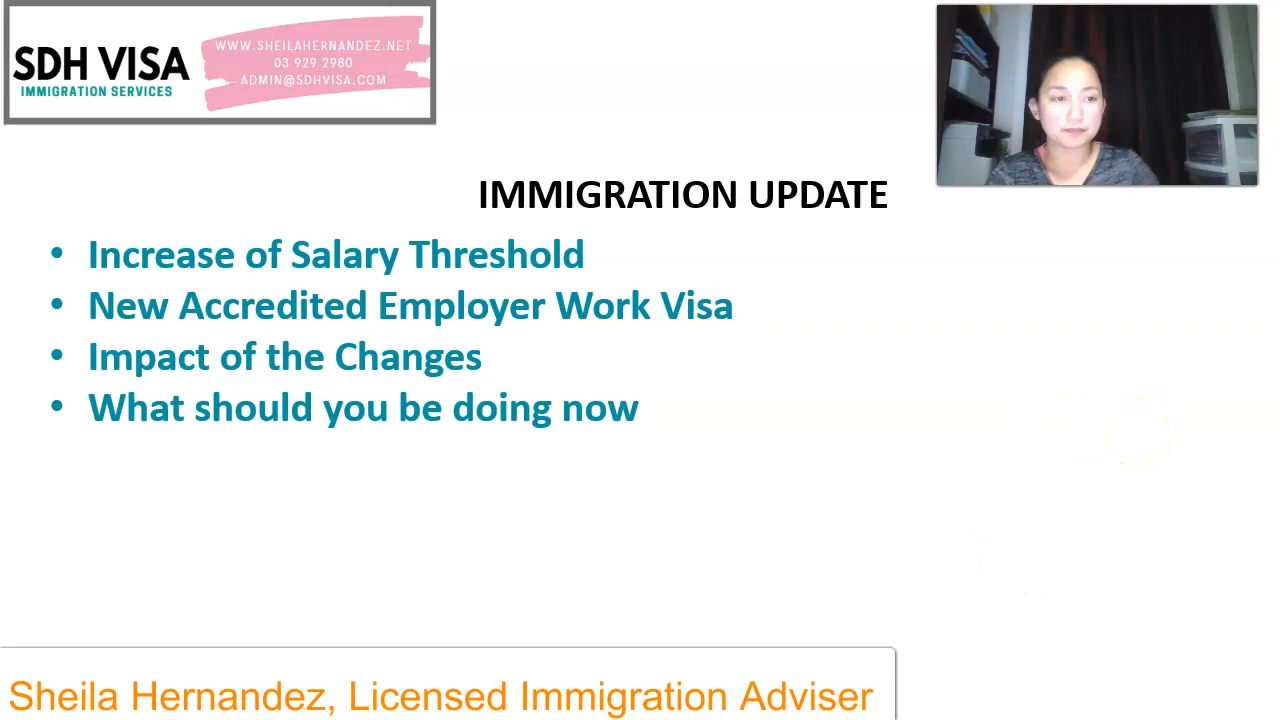 SDH VISA
IMMIGRATION SERVICES
WWW.SHEILAHERNANDEZ.NET
03 929 2980
ADMIN@SDHVISA.COM
IMMIGRATION UPDATE
• Increase of Salary Threshold
• New Accredited Employer Work Visa
• Impact of the Changes
• What should you be doing now
Sheila Hernandez, Licensed Immigration Adviser